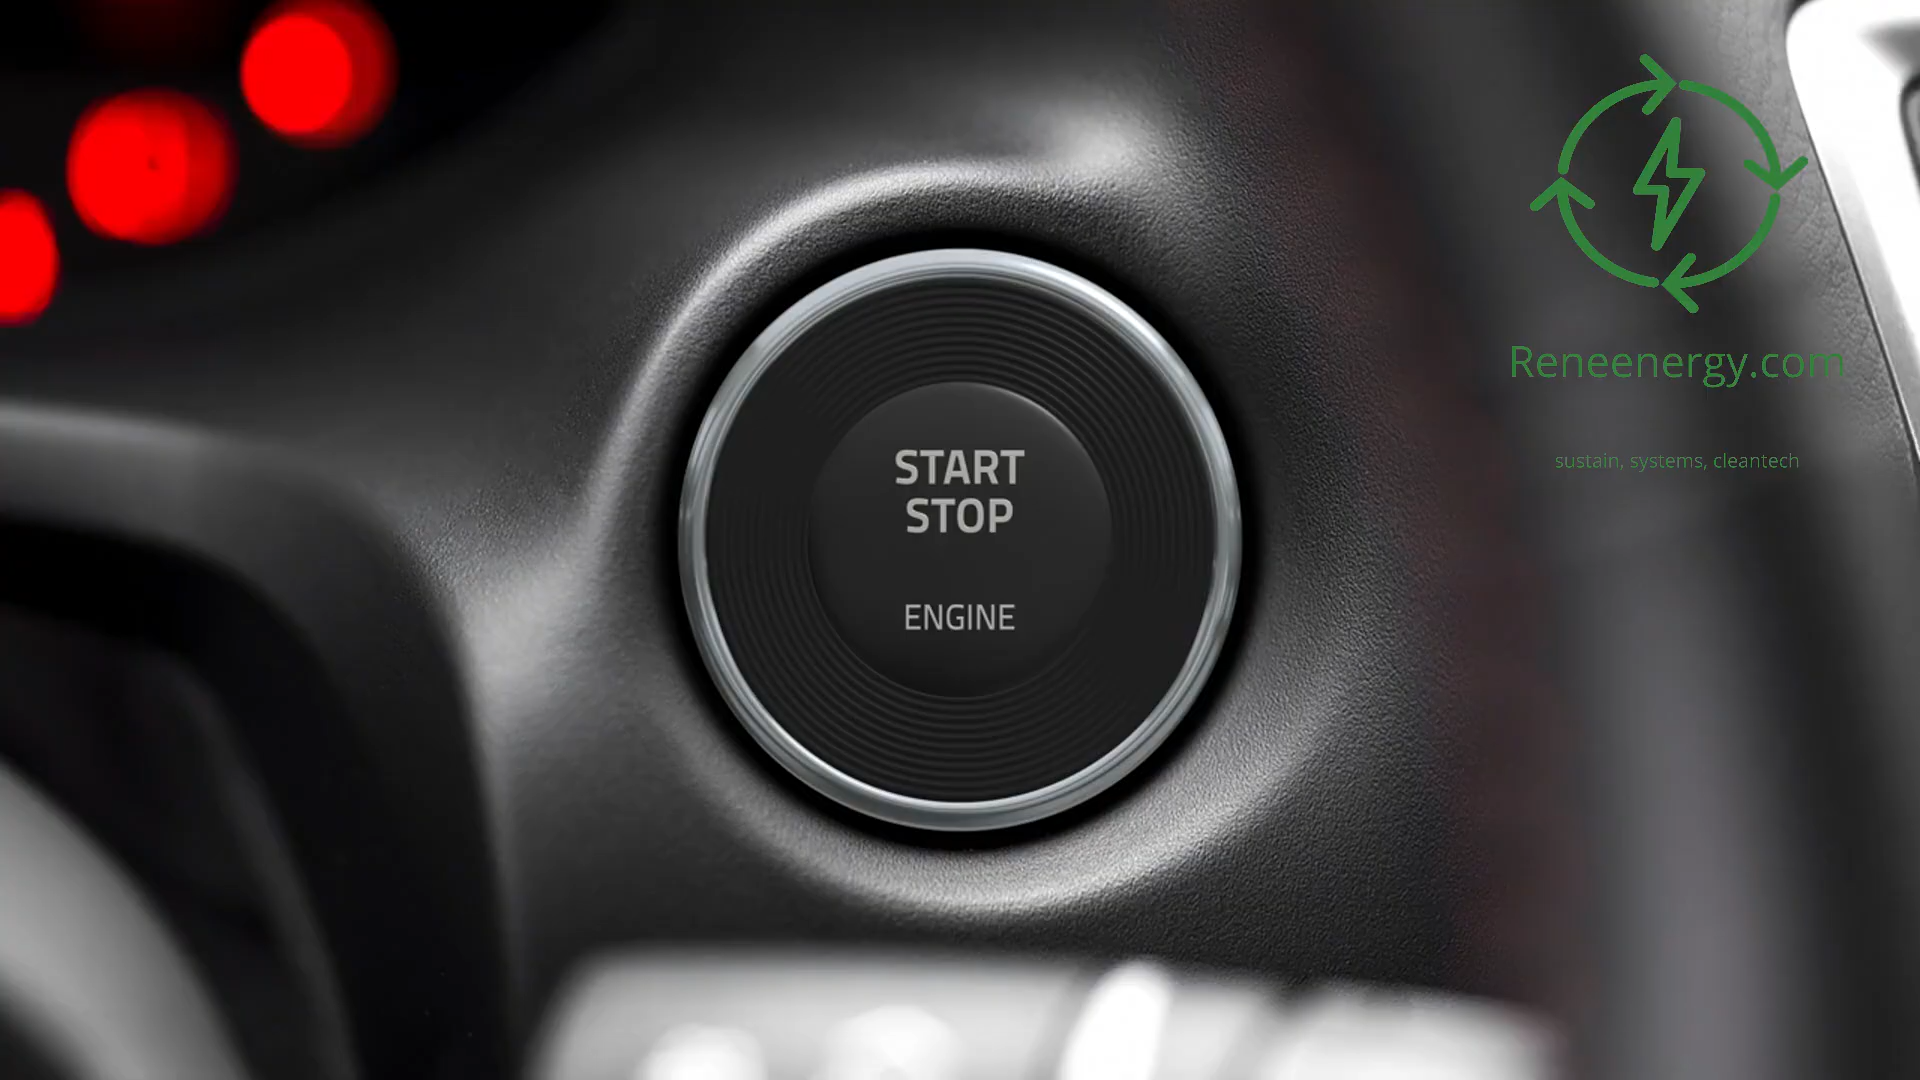 START
STOP
ENGINE
Reneenergy.com
sustain, systems, cleantech